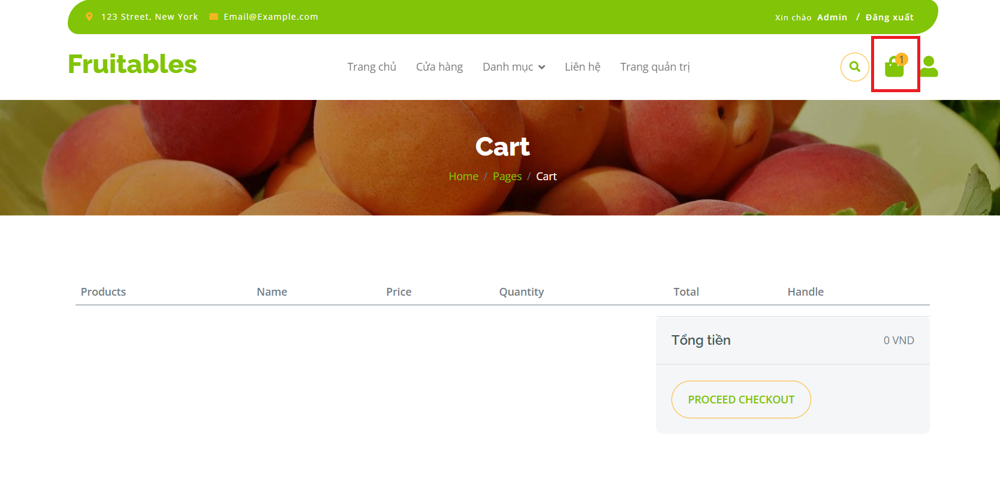 123 Street, New York Email@Example.com Xin chào Admin / Đăng xuất
Fruitables Trang chủ Cửa hàng Danh mục Liên hệ Trang quản trị 1
Cart
Home / Pages / Cart
Products Name Price Quantity Total Handle
Tổng tiền 0 VND
PROCEED CHECKOUT